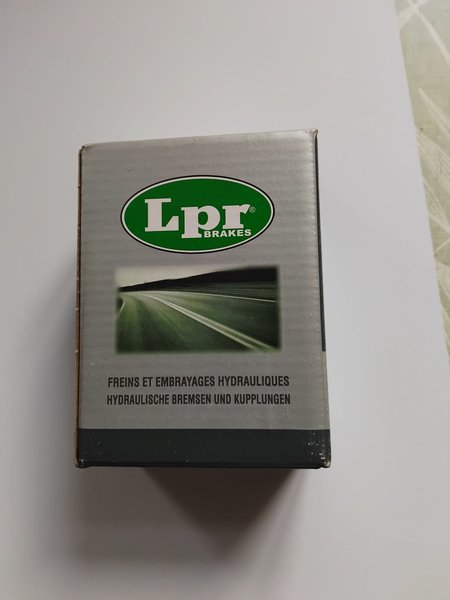 Lpr®
BRAKES
FREINS ET EMBRAYAGES HYDRAULIQUES
HYDRAULISCHE BREMSEN UND KUPPLUNGEN